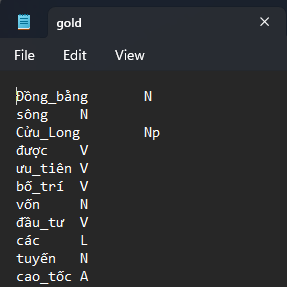 gold
File Edit View
Đồng_bằng N
sông N
Cửu_Long Np
được V
ưu_tiên V
bố_trí V
vốn N
đầu_tư V
các L
tuyến N
cao_tốc A